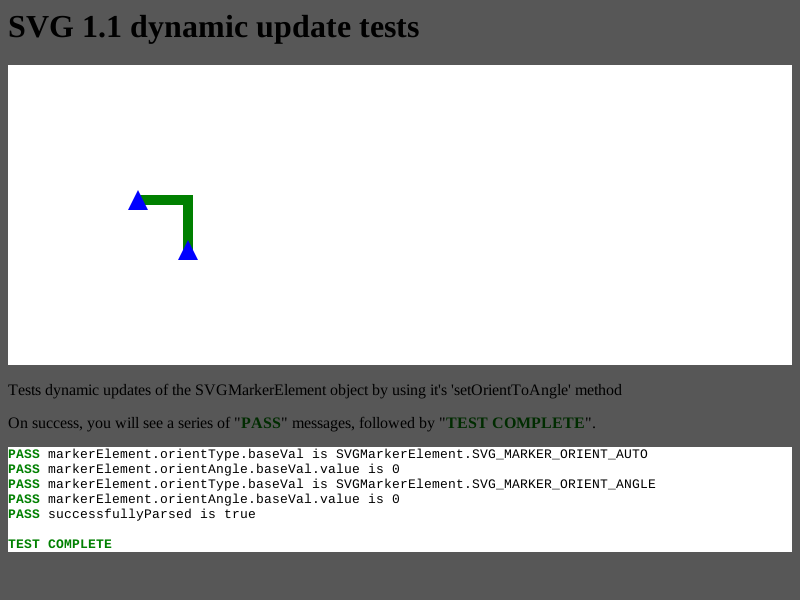 SVG 1.1 dynamic update tests
Tests dynamic updates of the SVGMarkerElement object by using it's 'setOrientToAngle' method
On success, you will see a series of "PASS" messages, followed by "TEST COMPLETE".
PASS markerElement.orientType.baseVal is SVGMarkerElement.SVG_MARKER_ORIENT_AUTO
PASS markerElement.orientAngle.baseVal.value is 0
PASS markerElement.orientType.baseVal is SVGMarkerElement.SVG_MARKER_ORIENT_ANGLE
PASS markerElement.orientAngle.baseVal.value is 0
PASS successfullyParsed is true
TEST COMPLETE